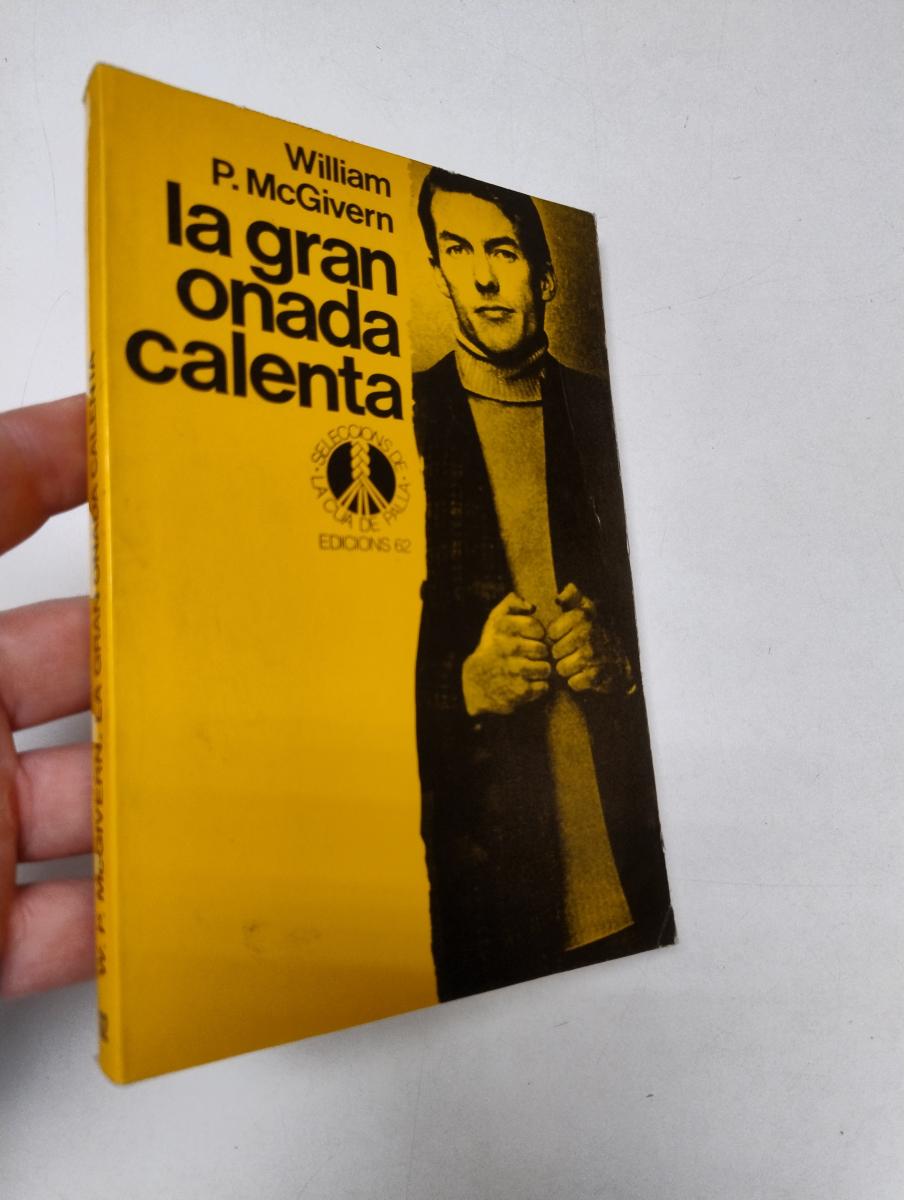 William
P. McGivern
la gran
onada
calenta
SELECCIONS DE
LA CUA DE PALLA
EDICIONS 62
W. P. McGIVERN. LA GRAN ONADA CALENTA